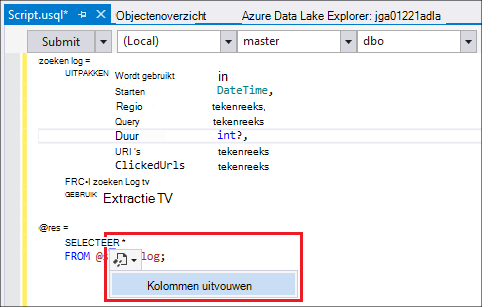 Script.usql* × Objectenoverzicht Azure Data Lake Explorer: jga01221adla
Submit (Local) master dbo
zoeken log =
UITPAKKEN Wordt gebruikt in
Starten DateTime,
Regio tekenreeks,
Query tekenreeks
Duur int?,
URI 's tekenreeks
ClickedUrls tekenreeks
FRC•I zoeken Log tv
GEBRUIK Extractie TV
@res =
SELECTEER *
FROM @s log;
Kolommen uitvouwen